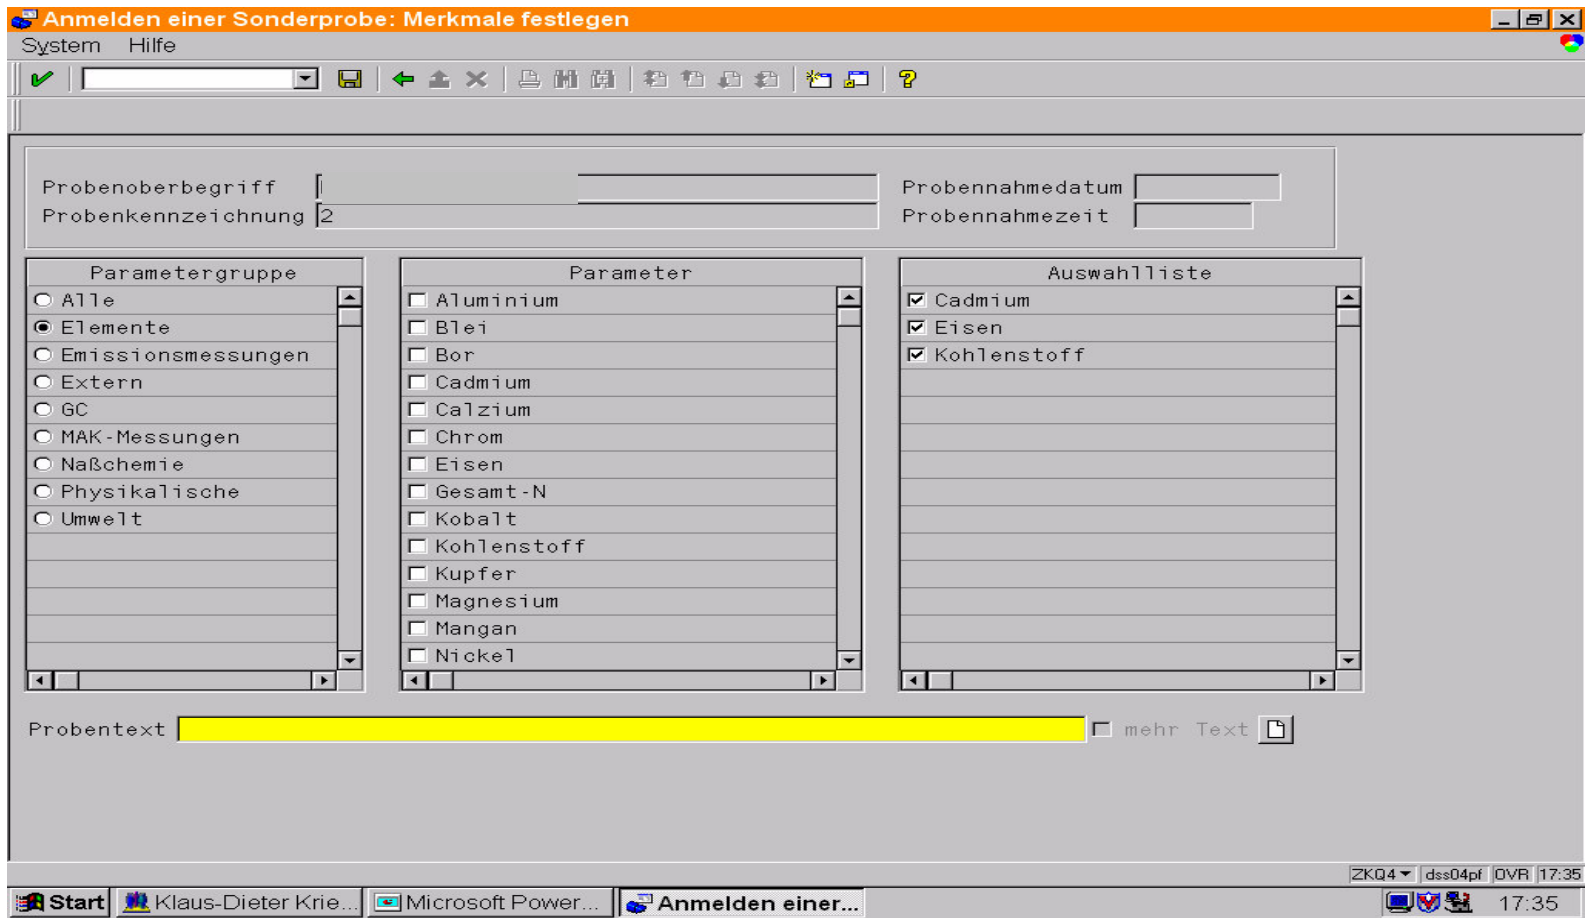 Anmelden einer Sonderprobe: Merkmale festlegen
System Hilfe
Probenoberbegriff Probennahmedatum
Probenkennzeichnung 2 Probennahmezeit
Parametergruppe Parameter Auswahlliste
Alle Aluminium Cadmium
Elemente Blei Eisen
Emissionsmessungen Bor Kohlenstoff
Extern Cadmium
GC Calzium
MAK-Messungen Chrom
Naßchemie Eisen
Physikalische Gesamt-N
Umwelt Kobalt
Kohlenstoff
Kupfer
Magnesium
Mangan
Nickel
Probentext mehr Text
ZKQ4 dss04pf OVR 17:35
Start Klaus-Dieter Krie... Microsoft Power... Anmelden einer... 17:35